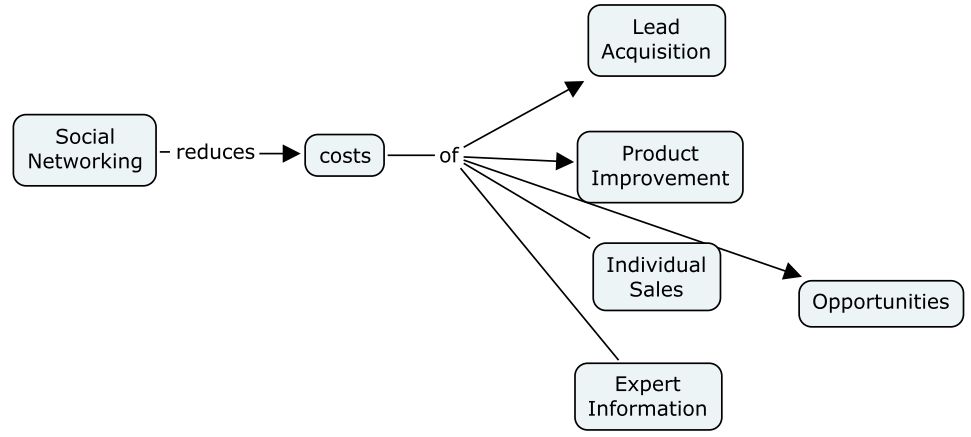 Social
Networking
reduces
costs
of
Lead
Acquisition
Product
Improvement
Individual
Sales
Opportunities
Expert
Information